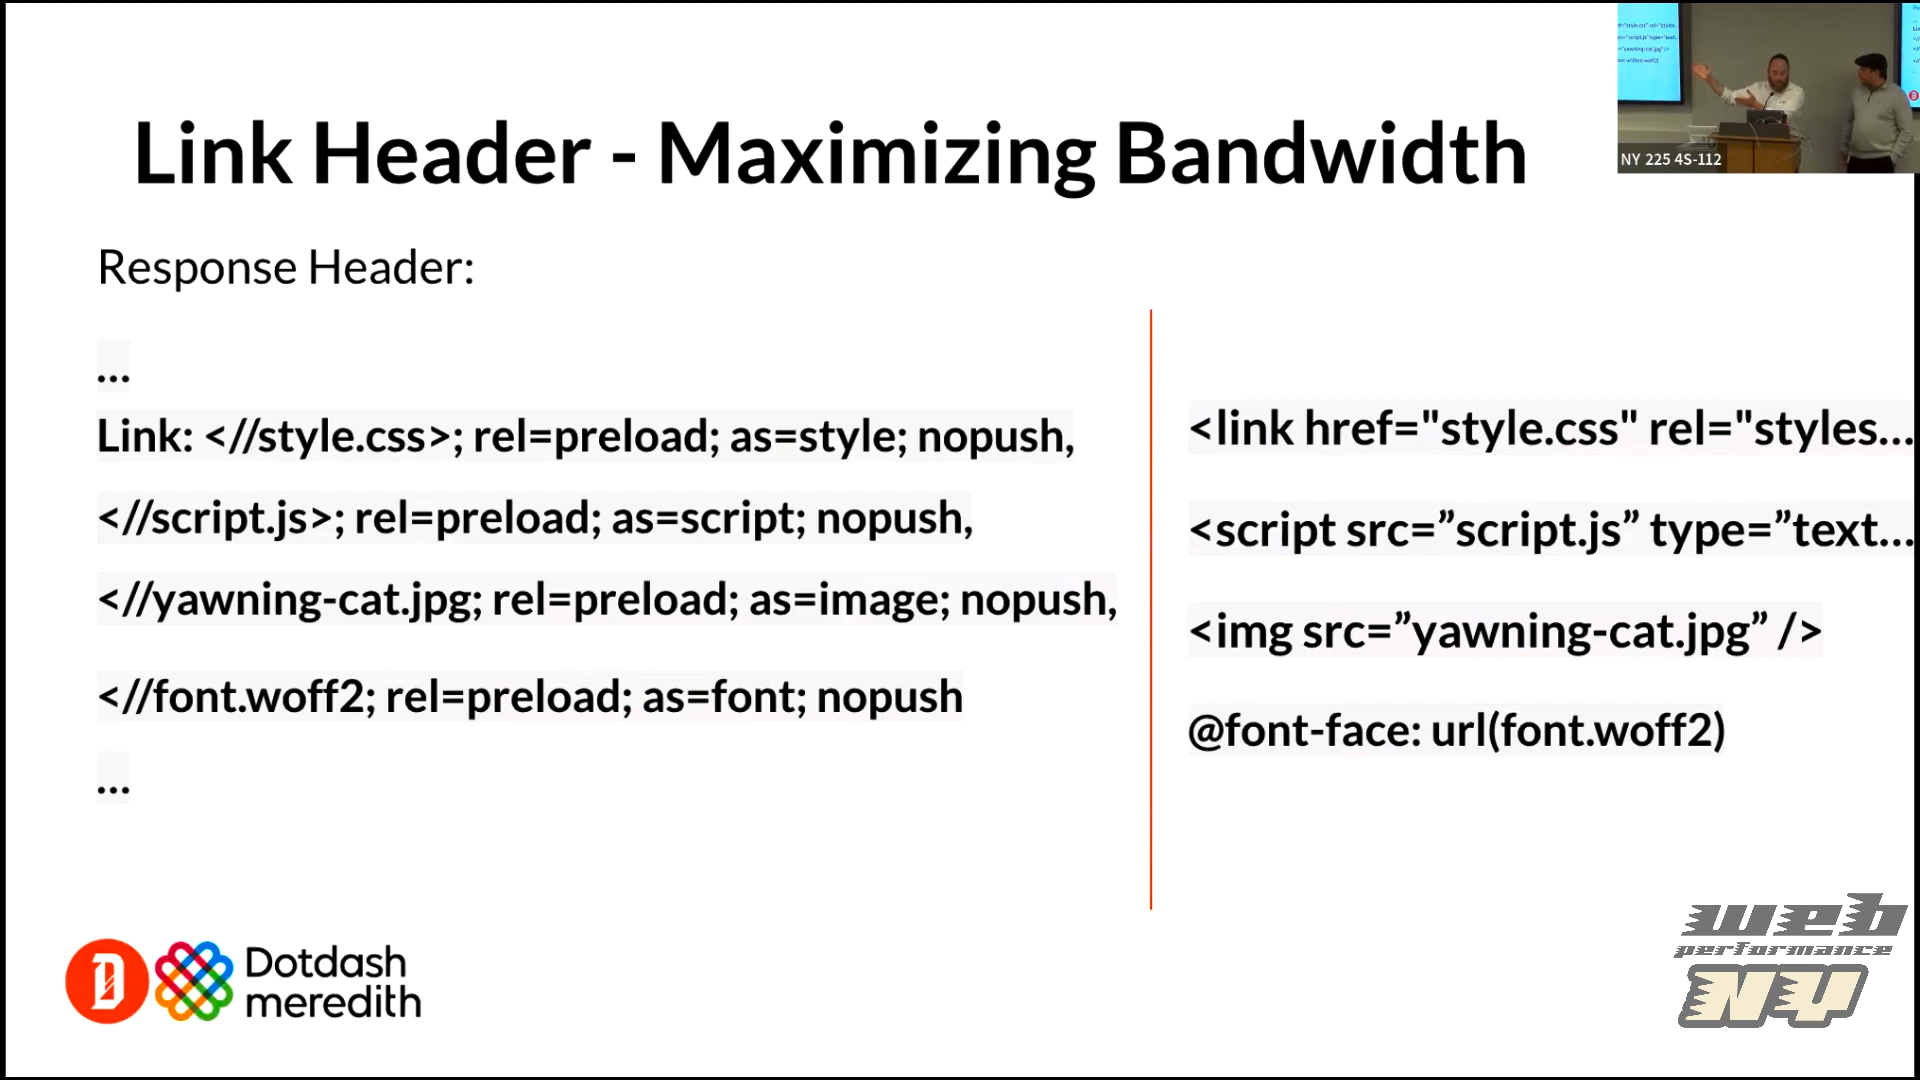 Link Header - Maximizing Bandwidth
NY 225 4S-112
Response Header:
...
Link: <//style.css>; rel=preload; as=style; nopush,
<//script.js>; rel=preload; as=script; nopush,
<//yawning-cat.jpg; rel=preload; as=image; nopush,
<//font.woff2; rel=preload; as=font; nopush
...
<link href="style.css" rel="styles...
<script src=”script.js” type=”text...
<img src=”yawning-cat.jpg” />
@font-face: url(font.woff2)
D Dotdash
meredith
web
performance
NY